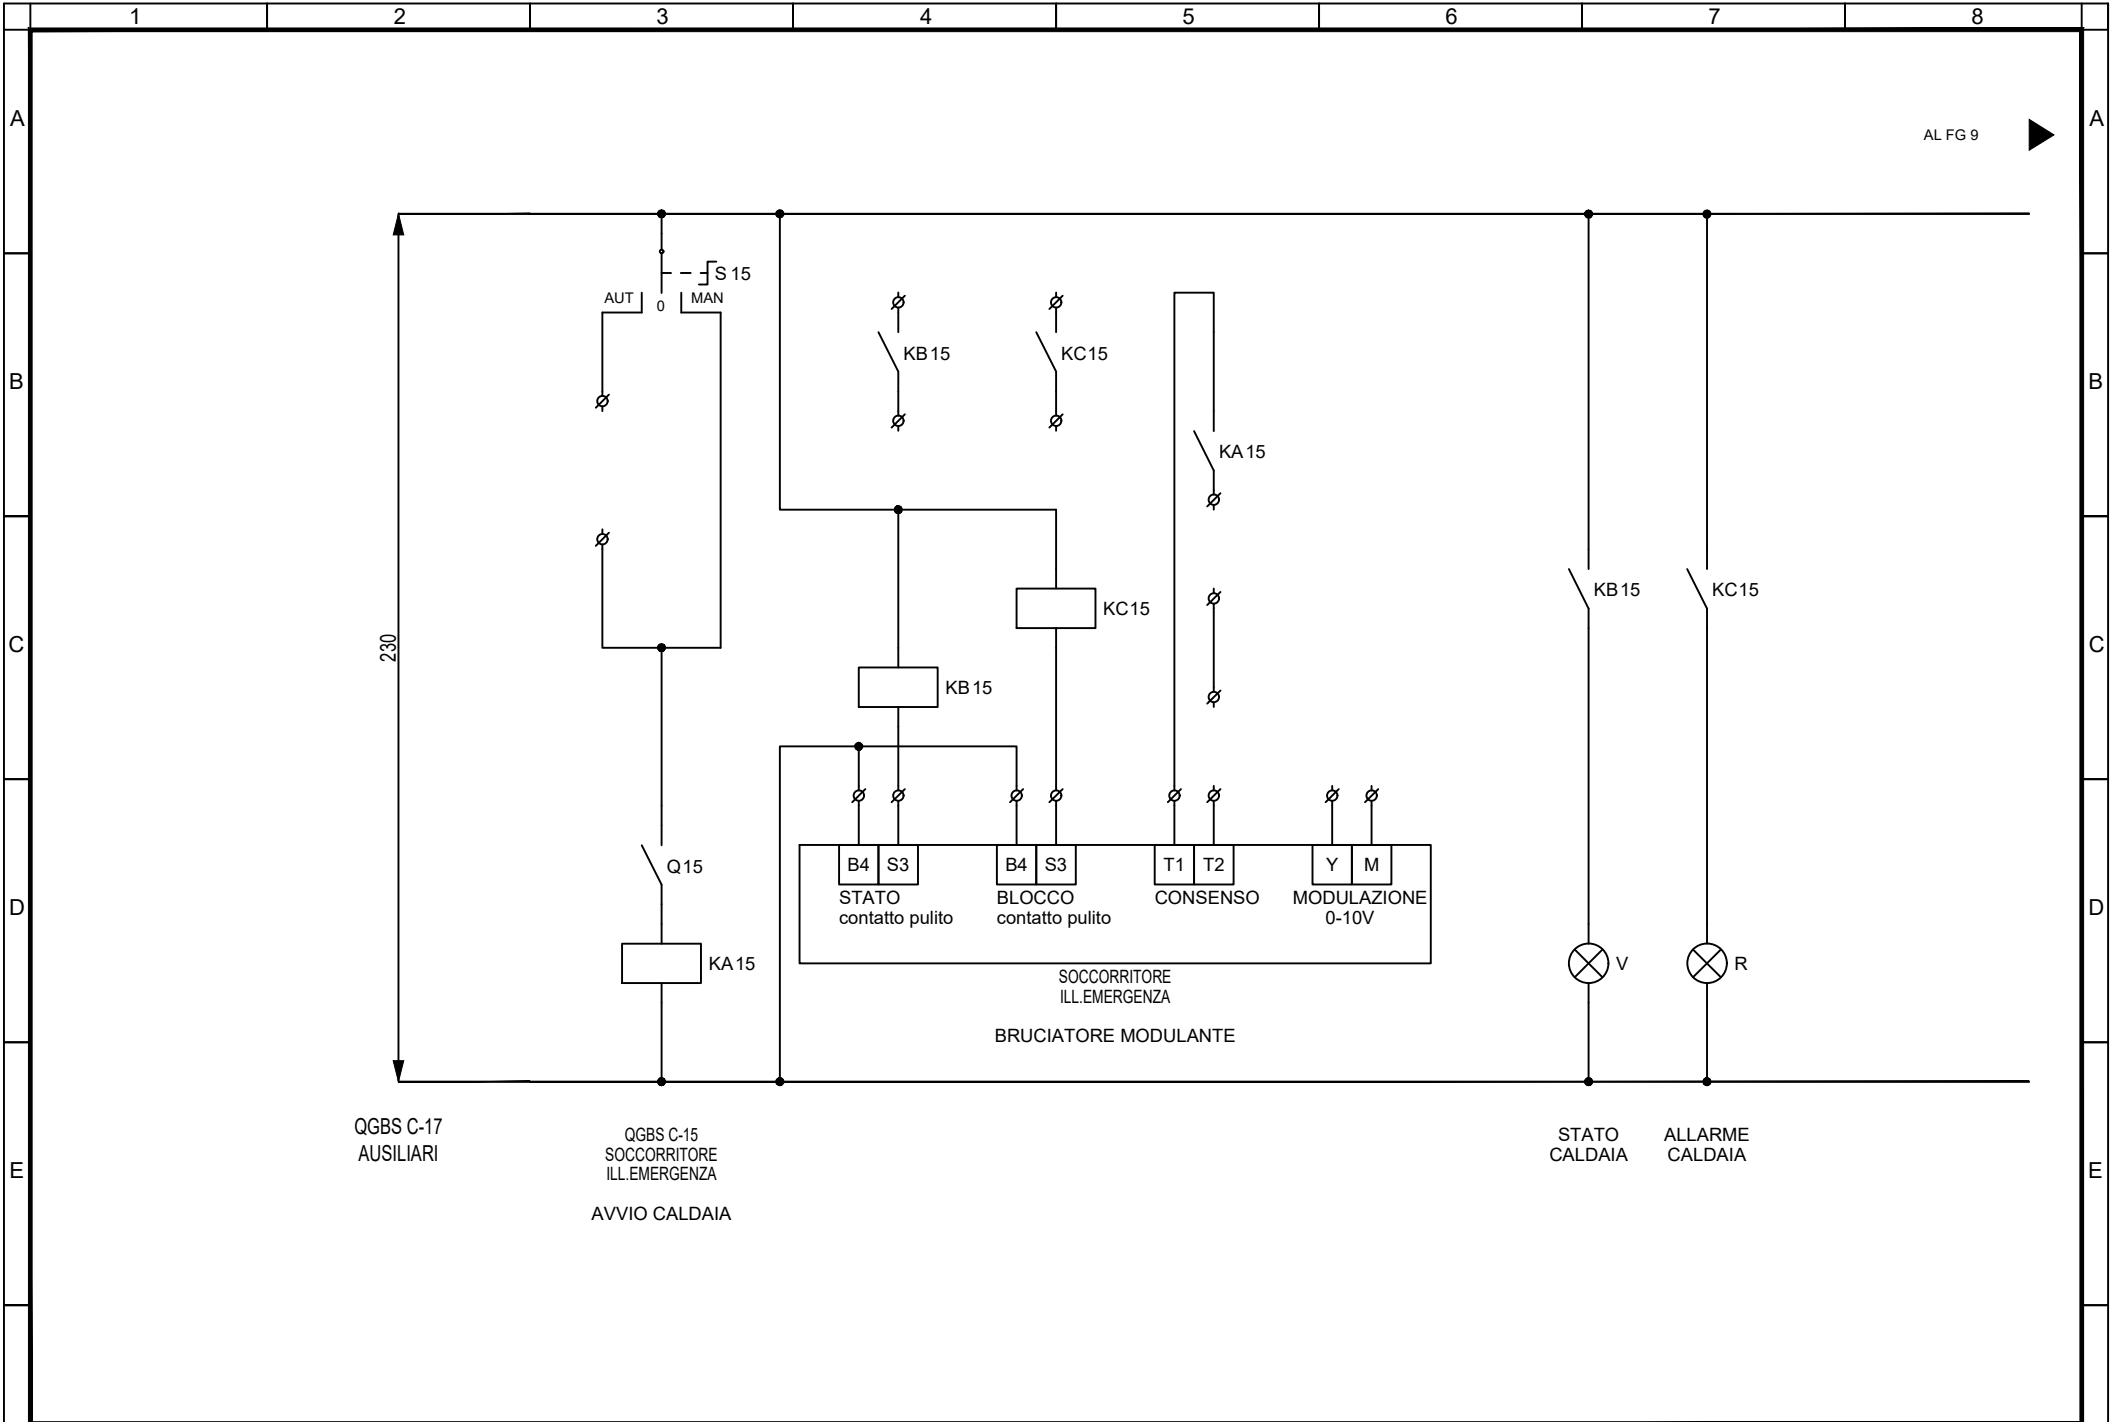 1 2 3 4 5 6 7 8
A A
AL FG 9
S 15
AUT 0 MAN
KB15 KC15
B B
KA15
KB15 KC15
KC15
230
C C
KB15
Q15
B4 S3 B4 S3 T1 T2 Y M
STATO
contatto pulito
BLOCCO
contatto pulito
CONSENSO
MODULAZIONE
0-10V
D D
KA15
V R
SOCCORRITORE
ILL.EMERGENZA
BRUCIATORE MODULANTE
QGBS C-17
AUSILIARI
QGBS C-15
SOCCORRITORE
ILL.EMERGENZA
AVVIO CALDAIA
STATO
CALDAIA
ALLARME
CALDAIA
E E